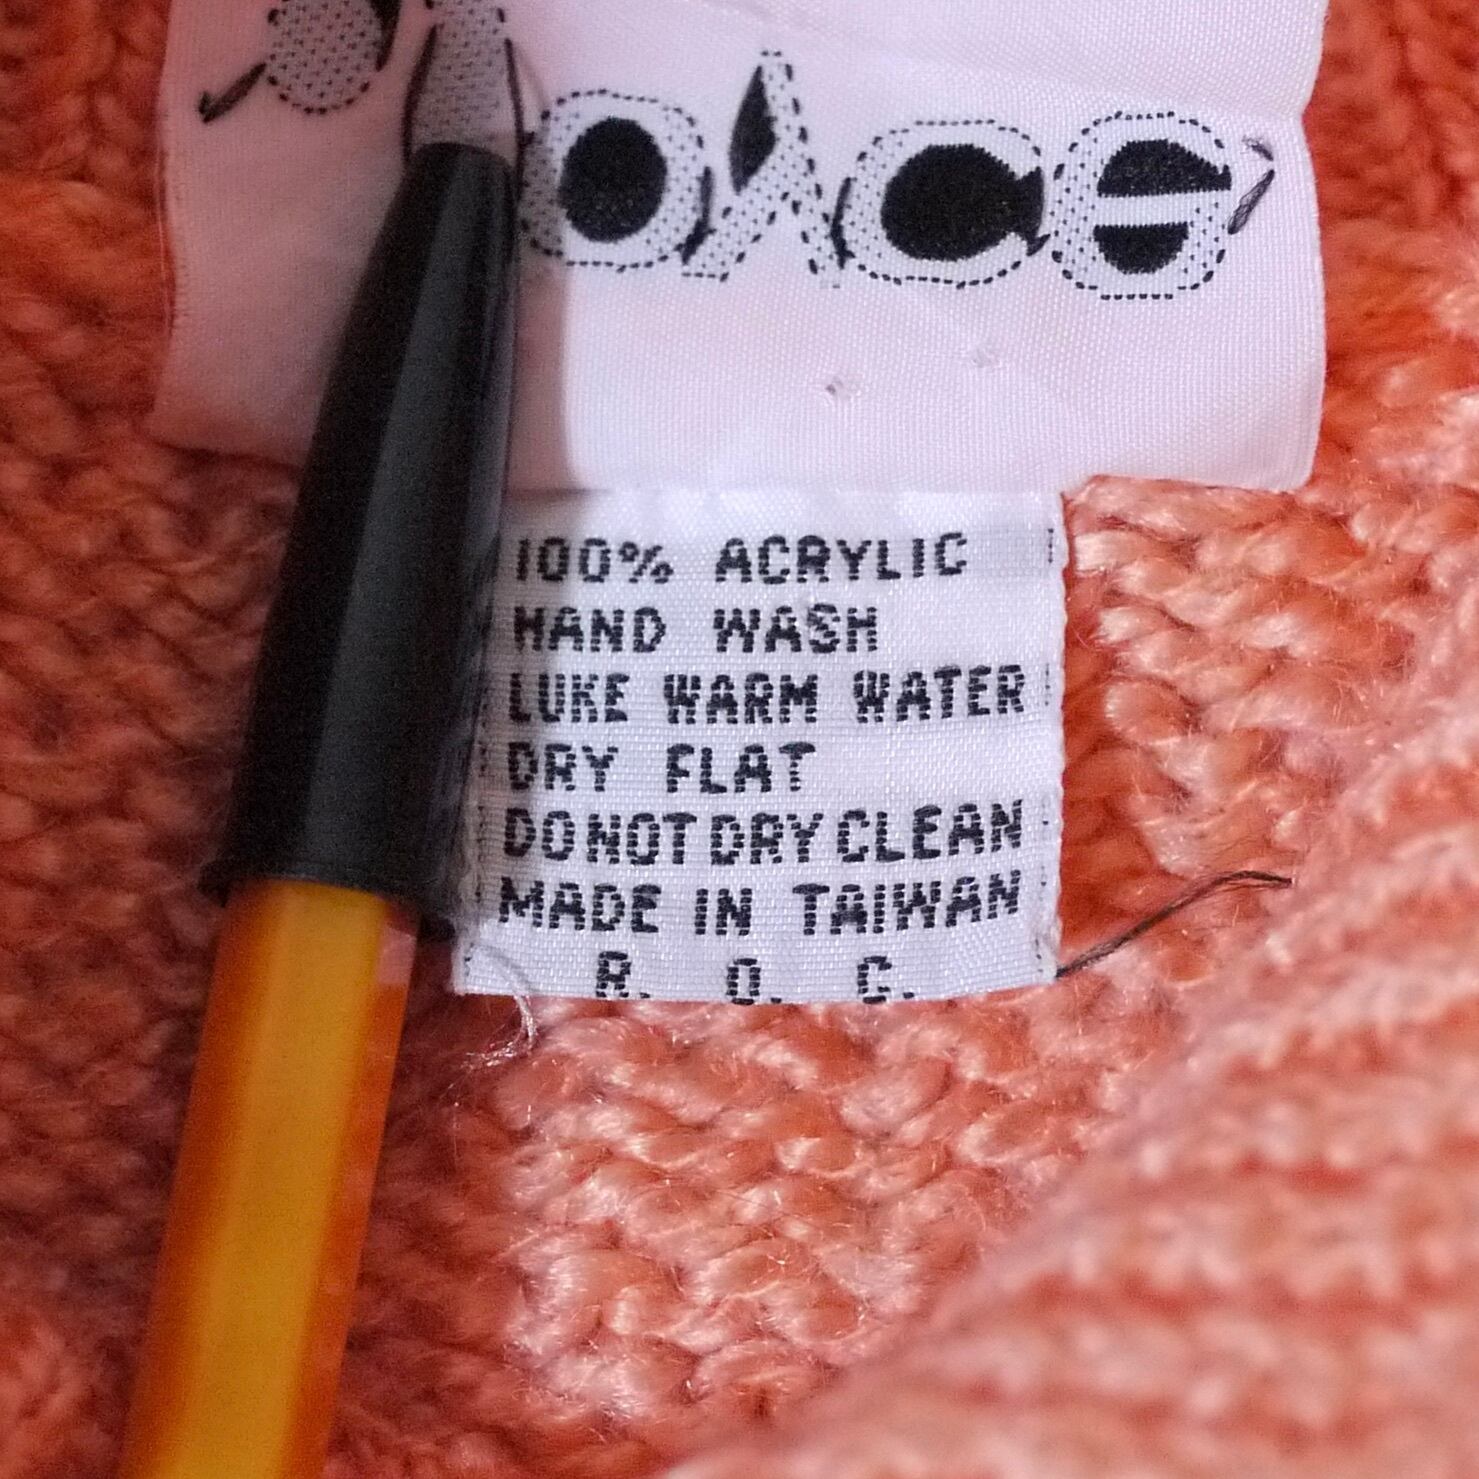 100% ACRYLIC
HAND WASH
LUKE WARM WATER
DRY FLAT
DO NOT DRY CLEAN
MADE IN TAIWAN
R. O. C.